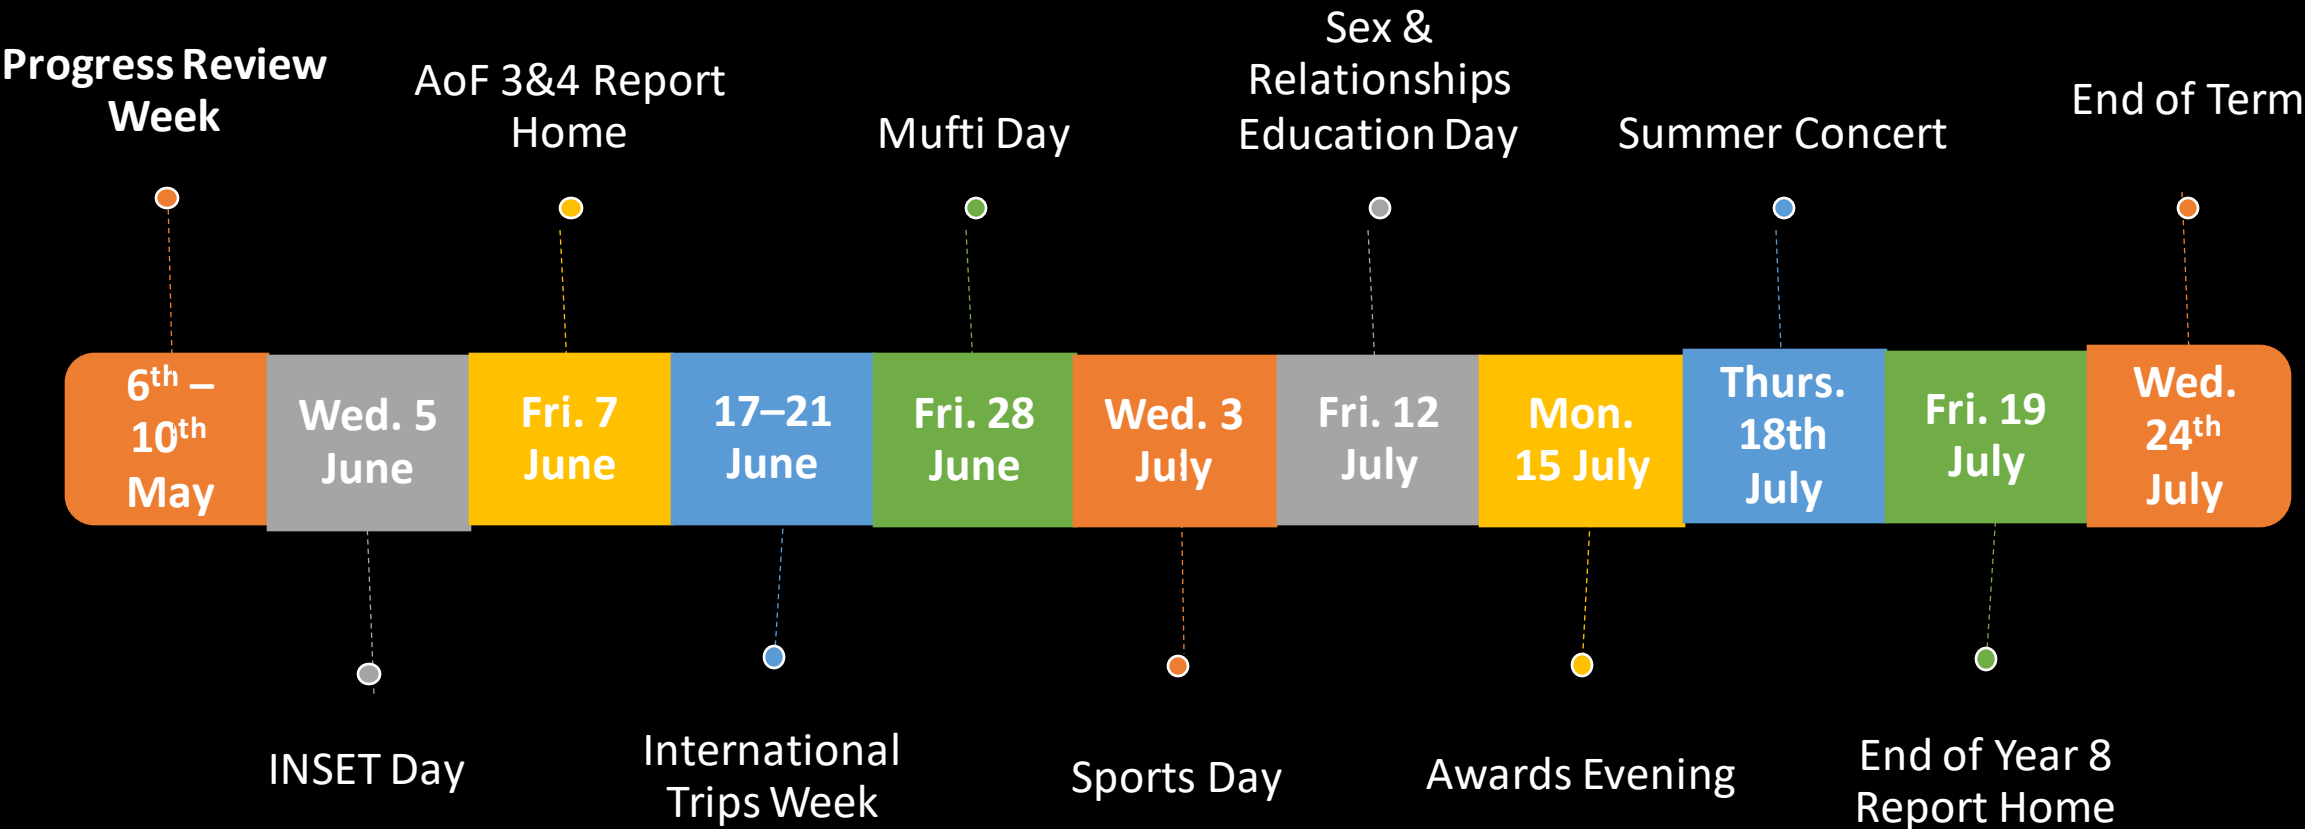 Progress Review
Week
AoF 3&4 Report
Home
Mufti Day
Sex &
Relationships
Education Day
Summer Concert
End of Term
6th –
10th
May
Wed. 5
June
Fri. 7
June
17–21
June
Fri. 28
June
Wed. 3
July
Fri. 12
July
Mon.
15 July
Thurs.
18th
July
Fri. 19
July
Wed.
24th
July
INSET Day
International
Trips Week
Sports Day
Awards Evening
End of Year 8
Report Home